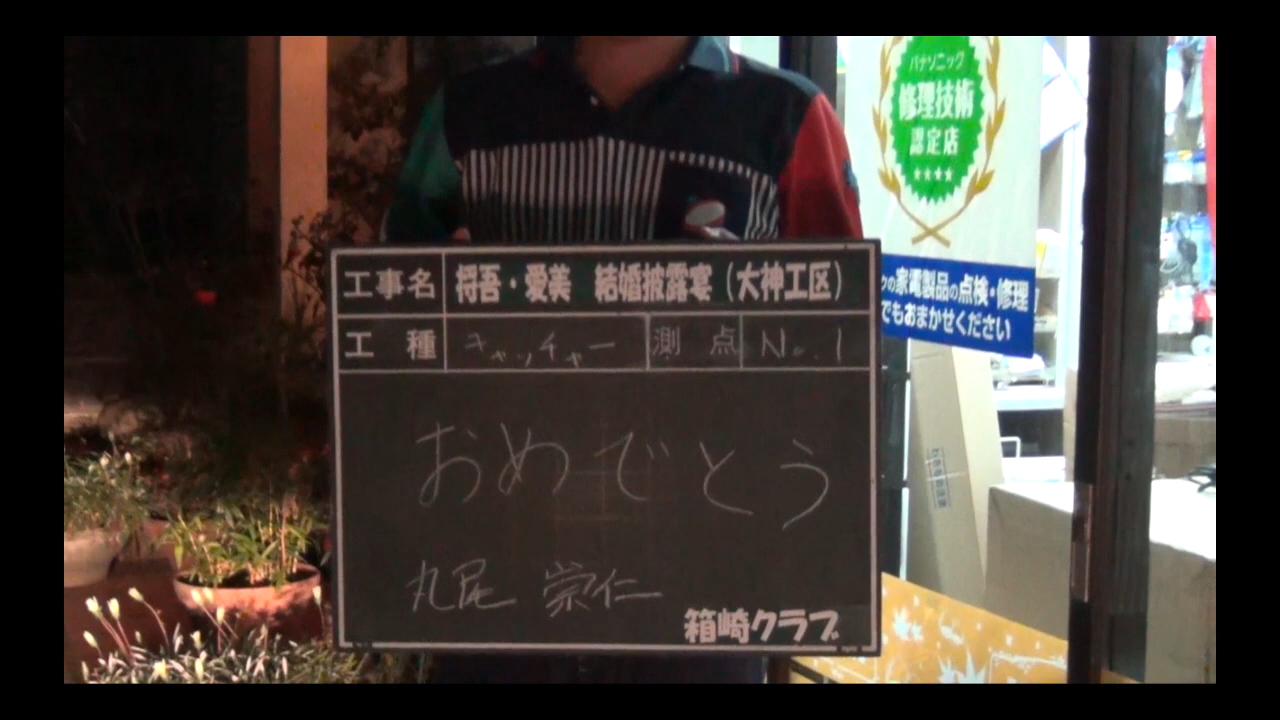 パナソニック
修理技術
認定店
★★★★
の家電製品の点検・修理
でもおまかせください
工事名 将吾・愛美 結婚披露宴(大神工区)
工種 キャッチャー 測点 No.1
おめでとう
丸尾 崇仁
箱崎クラブ